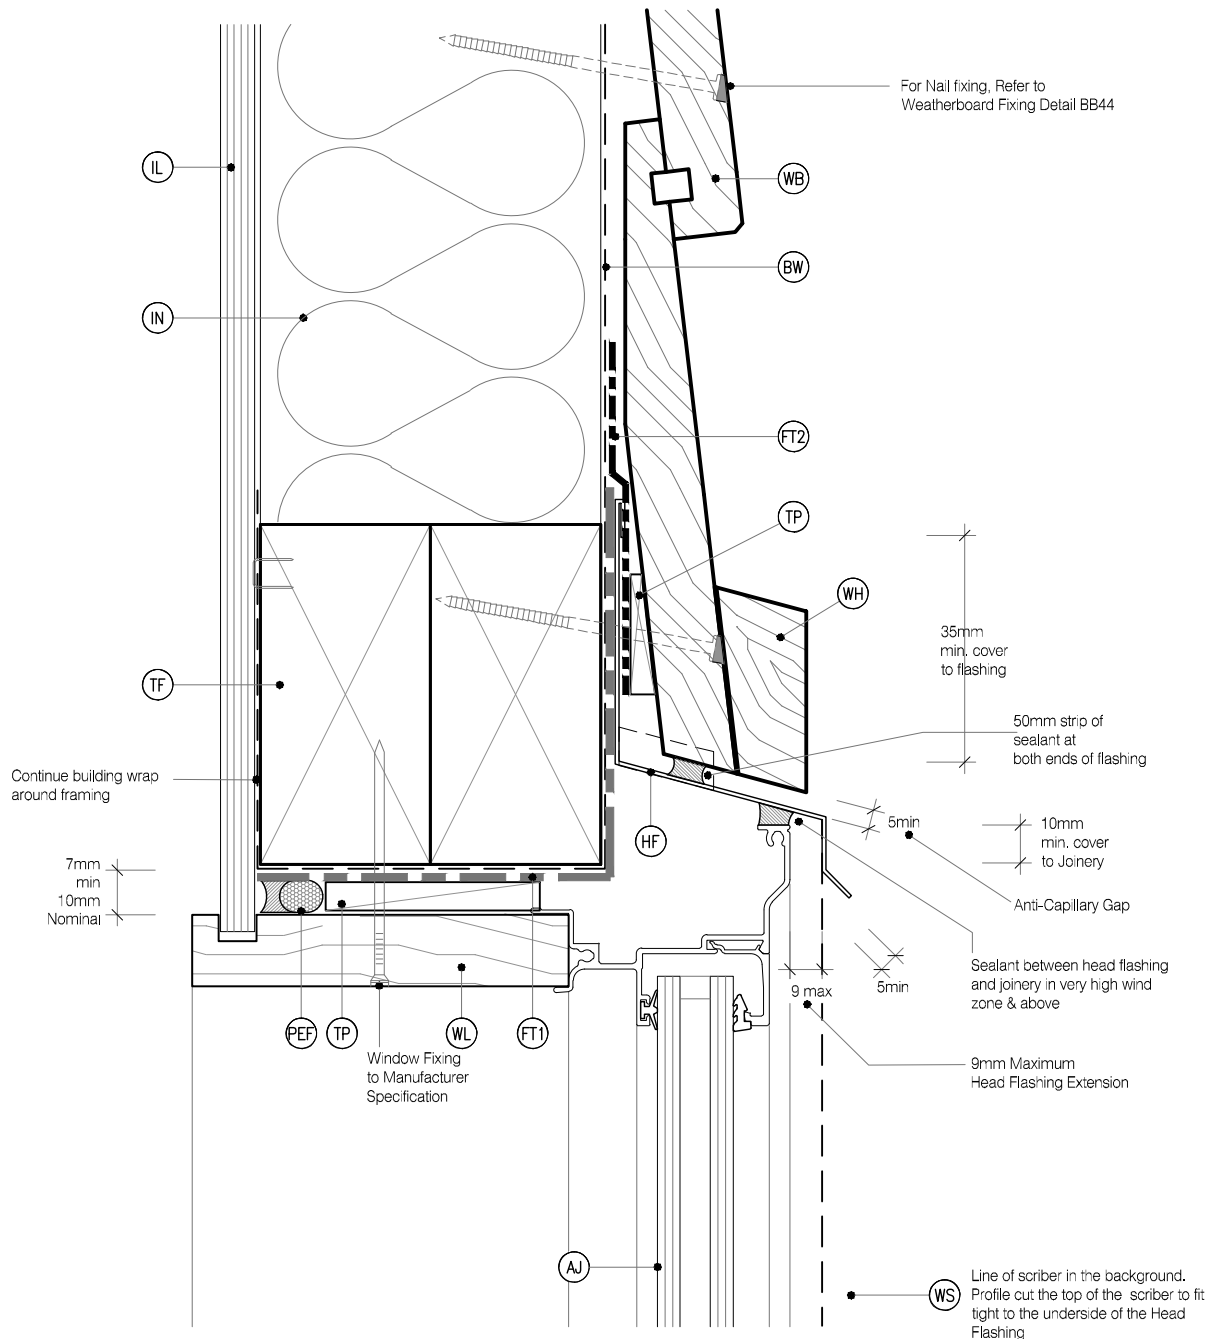 For Nail fixing, Refer to
Weatherboard Fixing Detail BB44
IL
WB
BW
IN
FT2
TP
WH
35mm
min. cover
to flashing
TF
50mm strip of
sealant at
both ends of flashing
Continue building wrap
around framing
5min
10mm
min. cover
to Joinery
HF
7mm
min
10mm
Nominal
Anti-Capillary Gap
Sealant between head flashing
and joinery in very high wind
zone & above
9 max
5min
PEF
TP
WL
FT1
Window Fixing
to Manufacturer
Specification
9mm Maximum
Head Flashing Extension
AJ
WS
Line of scriber in the background.
Profile cut the top of the scriber to fit
tight to the underside of the Head
Flashing